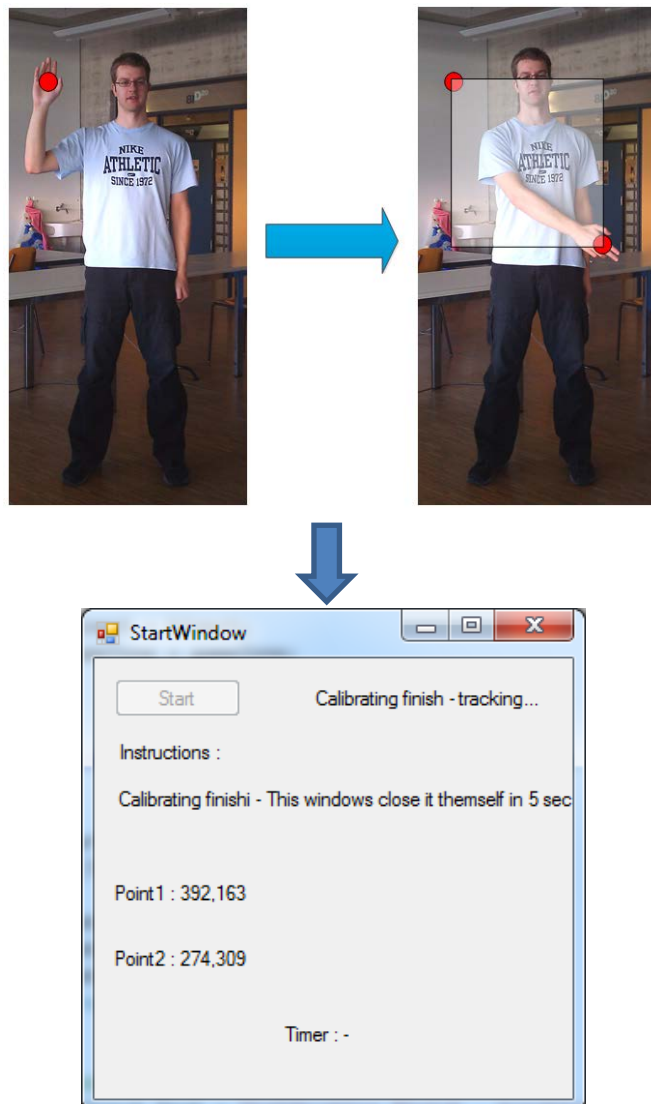 NIKE
ATHLETIC
SINCE 1972
NIKE
ATHLETIC
SINCE 1972
StartWindow
Start
Calibrating finish - tracking...
Instructions :
Calibrating finishi - This windows close it themself in 5 sec
Point1 : 392,163
Point2 : 274,309
Timer : -